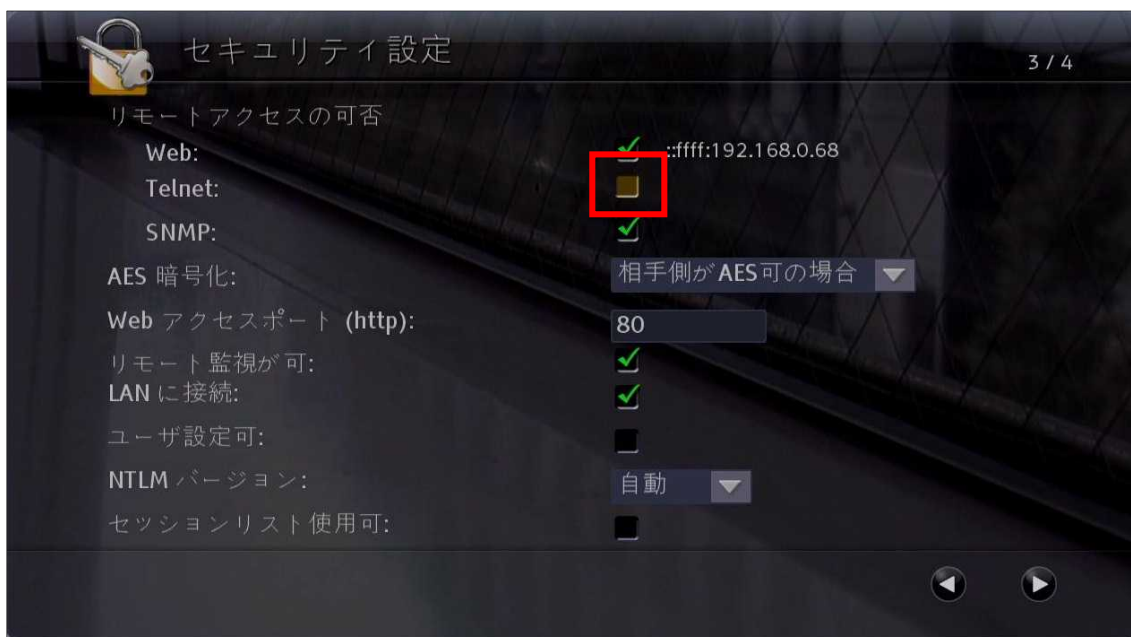 セキュリティ設定
3 / 4
リモートアクセスの可否
Web: ::ffff:192.168.0.68
Telnet:
SNMP:
AES 暗号化: 相手側がAES可の場合
Web アクセスポート (http): 80
リモート監視が可:
LAN に接続:
ユーザ設定可:
NTLM バージョン: 自動
セッションリスト使用可: